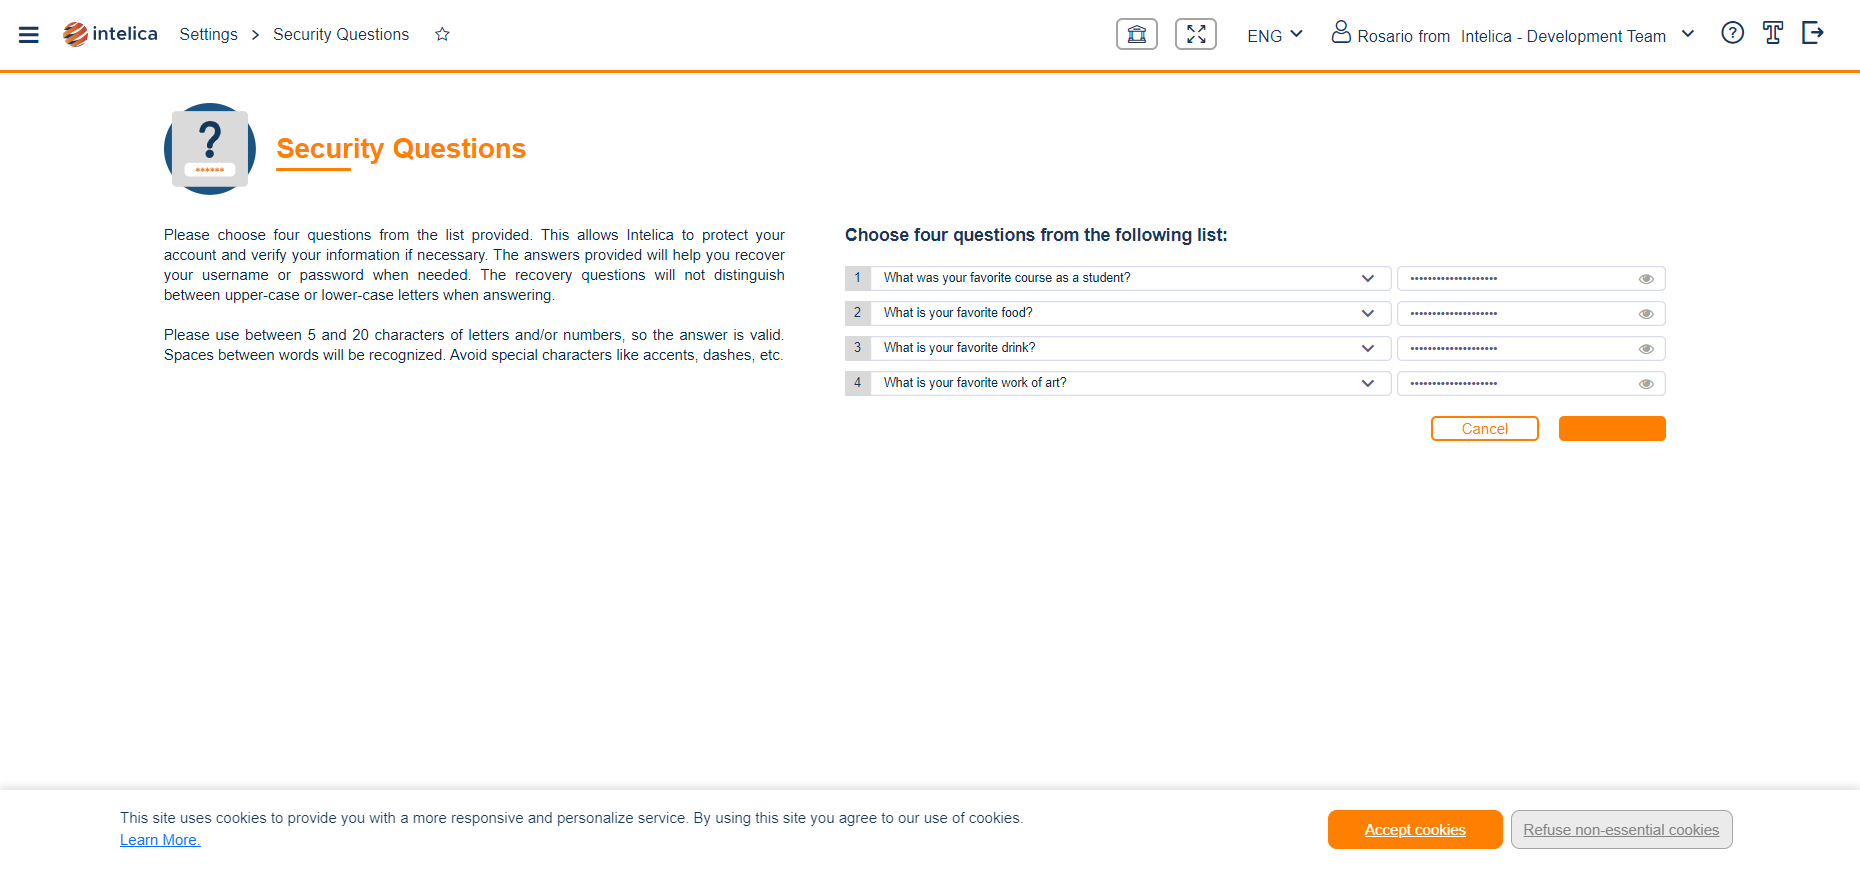 intelica Settings > Security Questions
ENG Rosario from Intelica - Development Team
?
******
Security Questions
Please choose four questions from the list provided. This allows Intelica to protect your
account and verify your information if necessary. The answers provided will help you recover
your username or password when needed. The recovery questions will not distinguish
between upper-case or lower-case letters when answering.
Please use between 5 and 20 characters of letters and/or numbers, so the answer is valid.
Spaces between words will be recognized. Avoid special characters like accents, dashes, etc.
Choose four questions from the following list:
1 What was your favorite course as a student? ••••••••••••••••••••
2 What is your favorite food? ••••••••••••••••••••
3 What is your favorite drink? ••••••••••••••••••••
4 What is your favorite work of art? ••••••••••••••••••••
Cancel
This site uses cookies to provide you with a more responsive and personalize service. By using this site you agree to our use of cookies.
Learn More.
Accept cookies
Refuse non-essential cookies